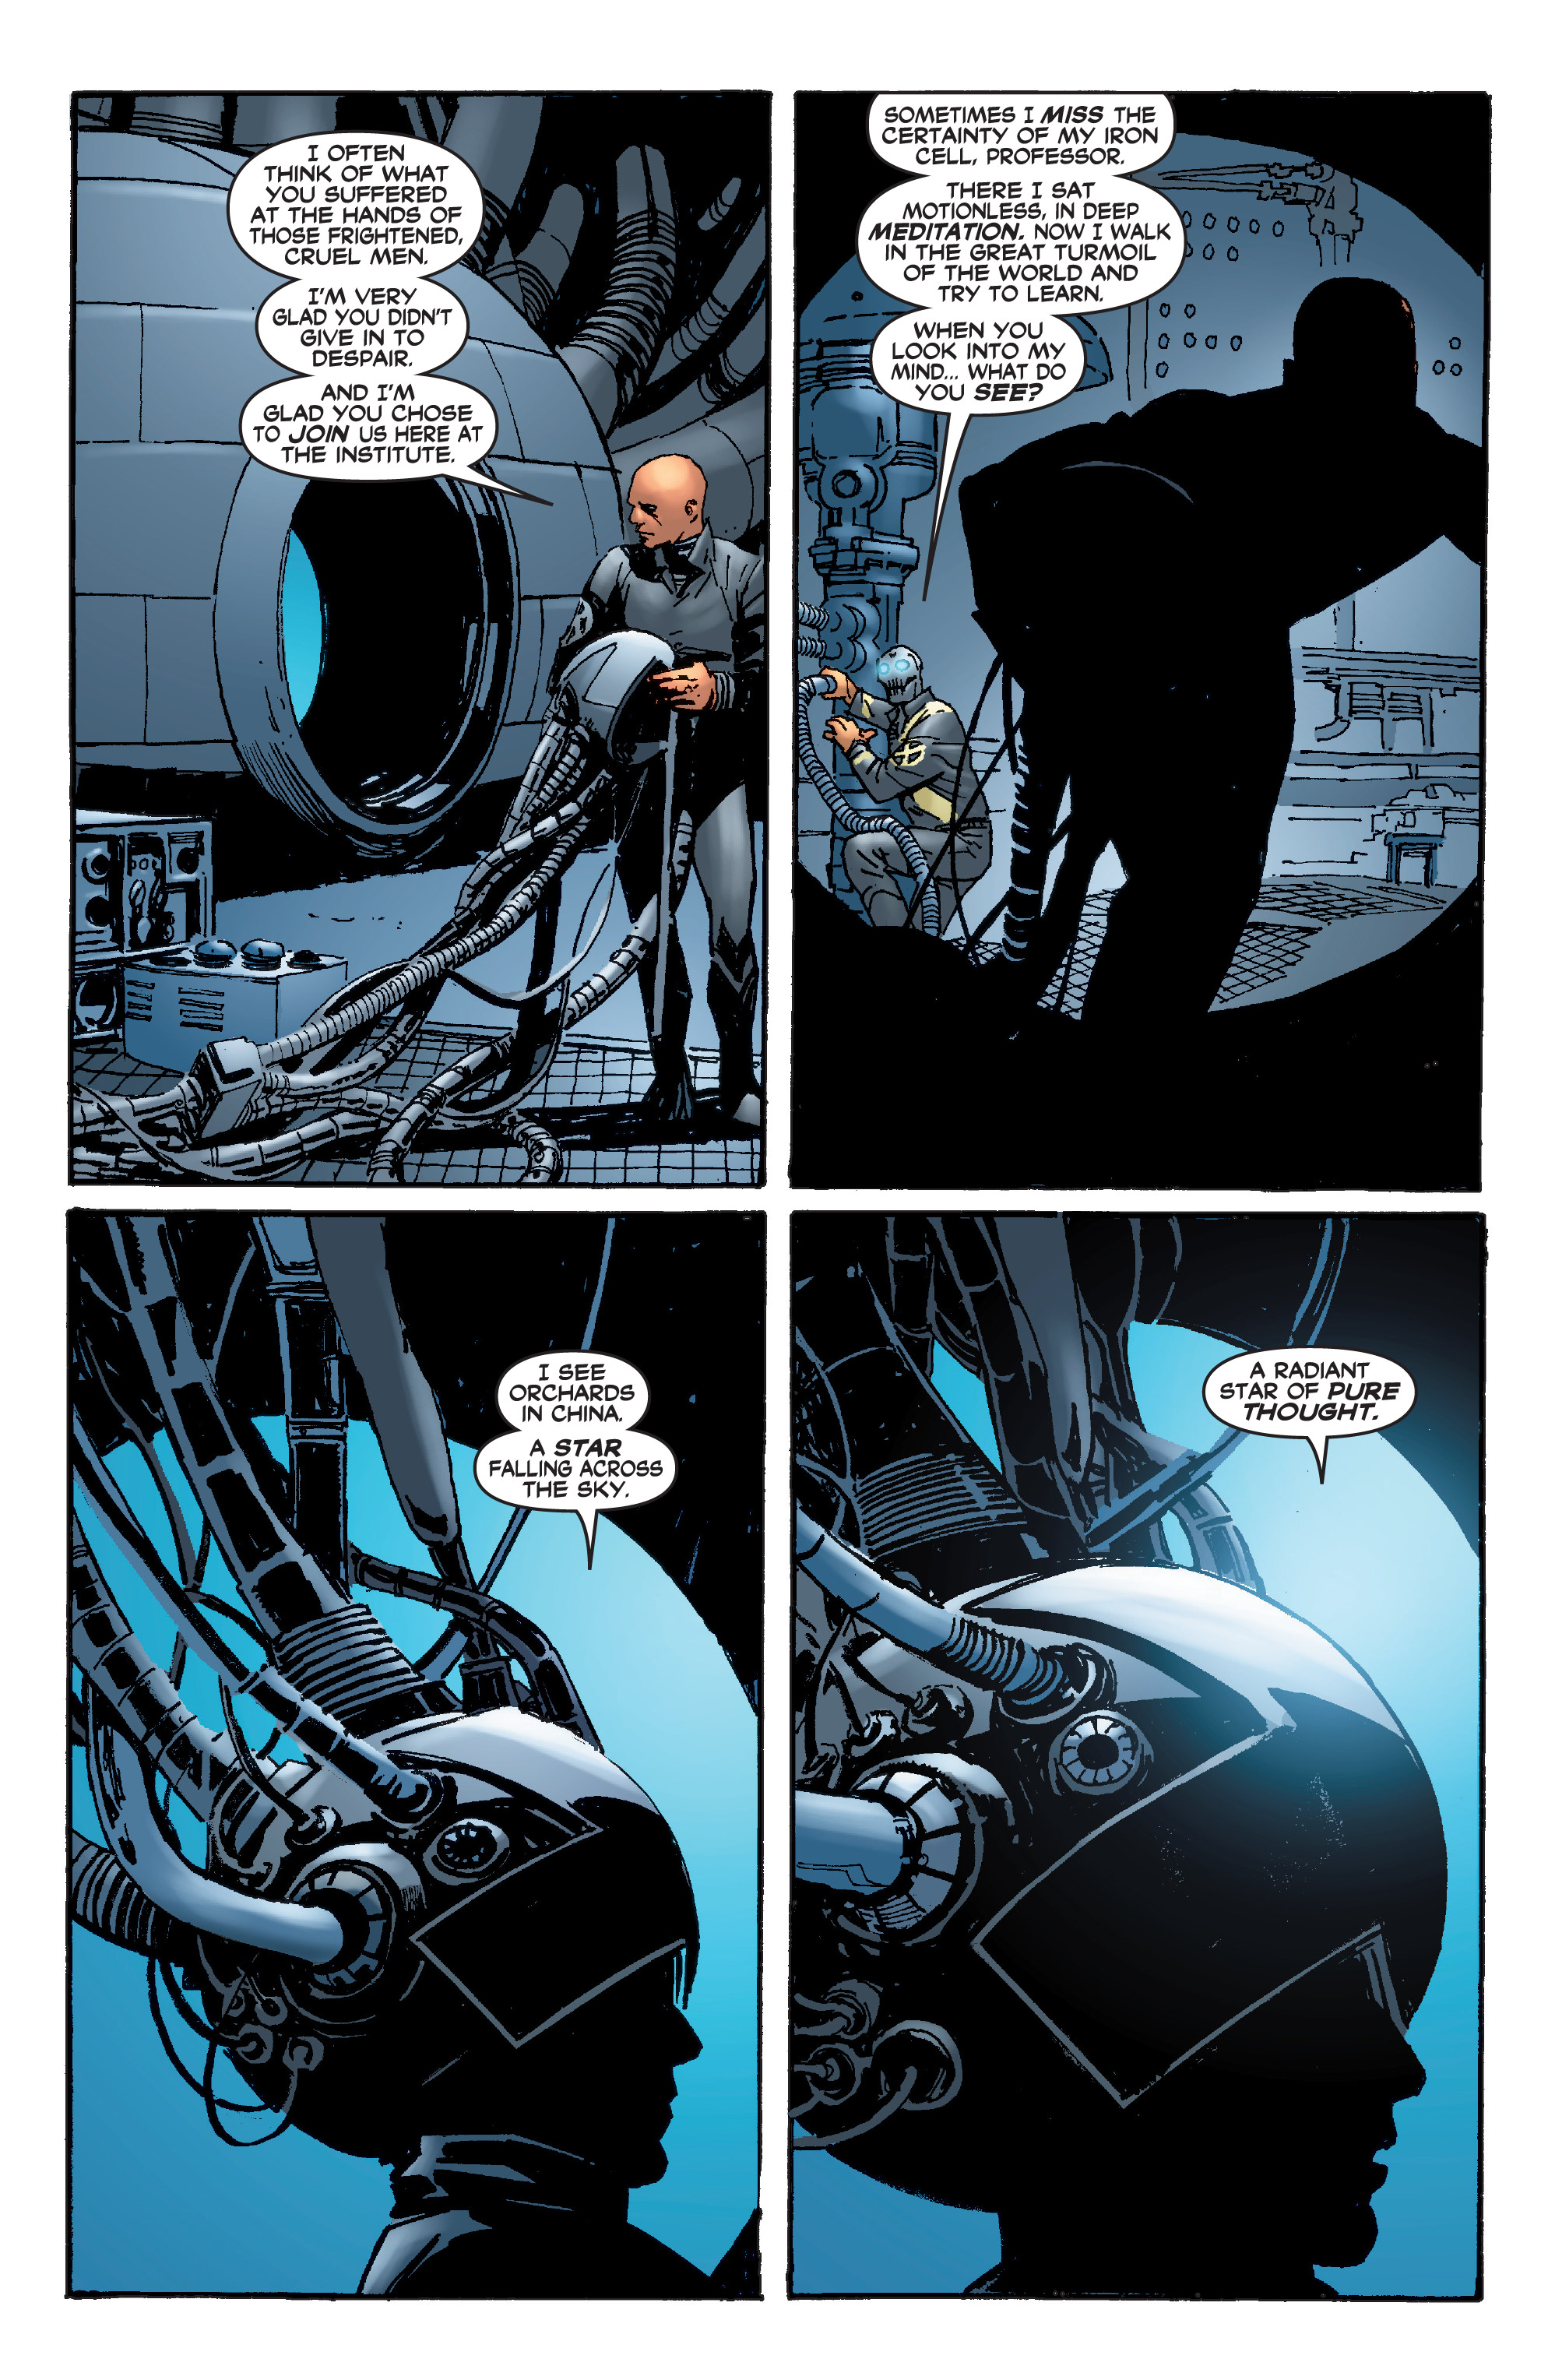 I OFTEN
THINK OF WHAT
YOU SUFFERED
AT THE HANDS OF
THOSE FRIGHTENED,
CRUEL MEN.
I'M VERY
GLAD YOU DIDN'T
GIVE IN TO
DESPAIR.
AND I'M
GLAD YOU CHOSE
TO JOIN US HERE AT
THE INSTITUTE.
SOMETIMES I MISS THE
CERTAINTY OF MY IRON
CELL, PROFESSOR.
THERE I SAT
MOTIONLESS, IN DEEP
MEDITATION. NOW I WALK
IN THE GREAT TURMOIL
OF THE WORLD AND
TRY TO LEARN.
WHEN YOU
LOOK INTO MY
MIND... WHAT DO
YOU SEE?
I SEE
ORCHARDS
IN CHINA.
A STAR
FALLING ACROSS
THE SKY.
A RADIANT
STAR OF PURE
THOUGHT.